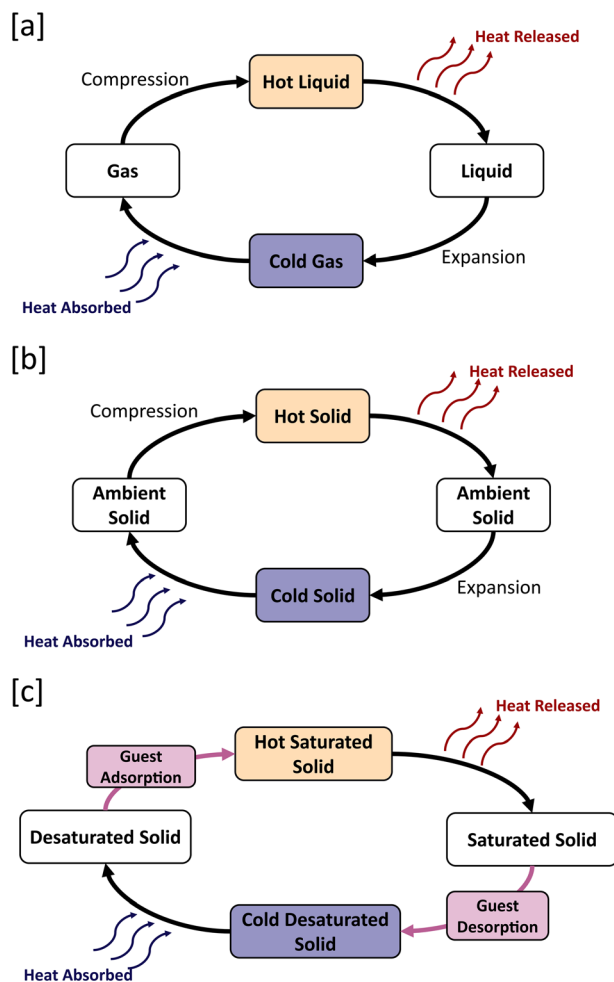 [a]
Heat Released
Compression
Hot Liquid
Gas
Liquid
Cold Gas
Expansion
Heat Absorbed
[b]
Heat Released
Compression
Hot Solid
Ambient
Solid
Ambient
Solid
Cold Solid
Expansion
Heat Absorbed
[c]
Heat Released
Guest
Adsorption
Hot Saturated
Solid
Desaturated Solid
Saturated Solid
Cold Desaturated
Solid
Guest
Desorption
Heat Absorbed